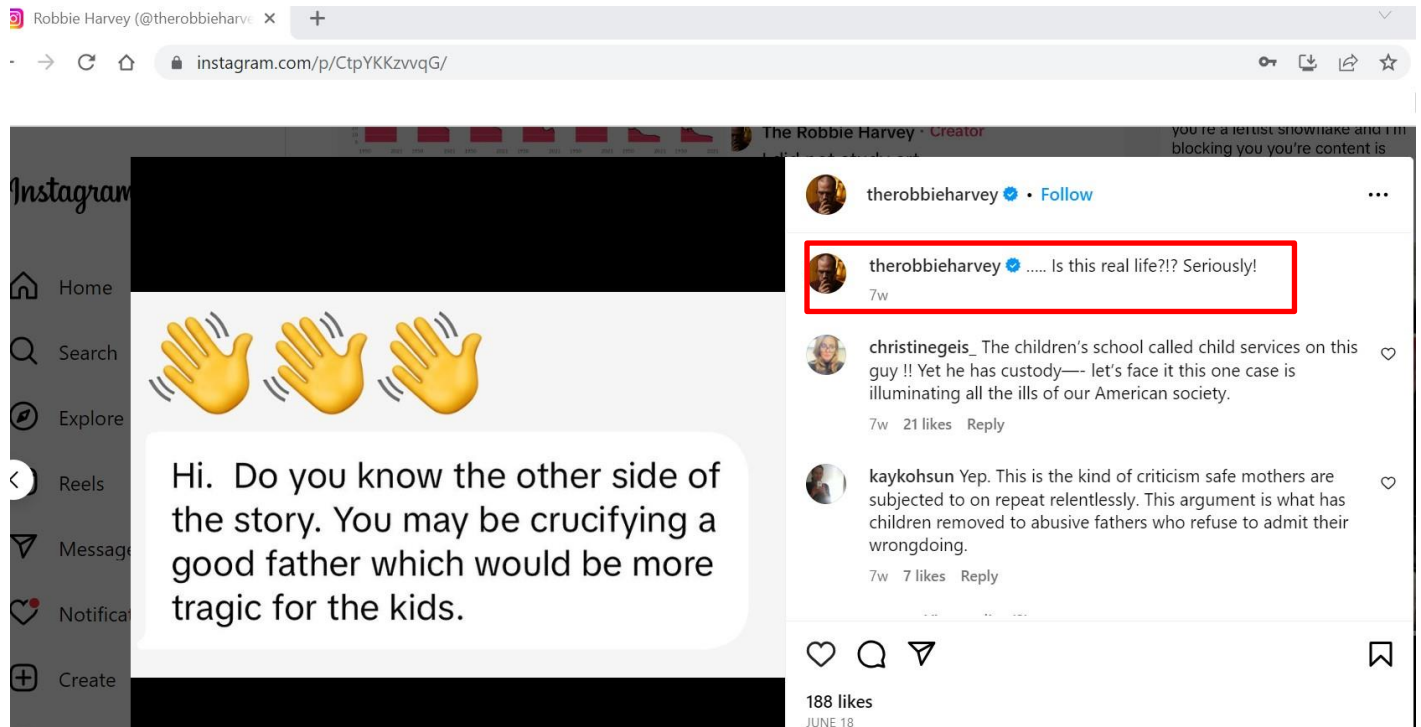 Robbie Harvey (@therobbieharve
instagram.com/p/CtpYKKzvvqG/
The Robbie Harvey · Creator
you're a leftist snowflake and I'm
blocking you you're content is
Instagram
Home
Search
Explore
Reels
Message
Notificat
Create
Hi. Do you know the other side of
the story. You may be crucifying a
good father which would be more
tragic for the kids.
therobbieharvey • Follow
therobbieharvey ..... Is this real life?!? Seriously!
7w
christinegeis_ The children's school called child services on this
guy !! Yet he has custody—- let's face it this one case is
illuminating all the ills of our American society.
7w 21 likes Reply
kaykohsun Yep. This is the kind of criticism safe mothers are
subjected to on repeat relentlessly. This argument is what has
children removed to abusive fathers who refuse to admit their
wrongdoing.
7w 7 likes Reply
188 likes
JUNE 18